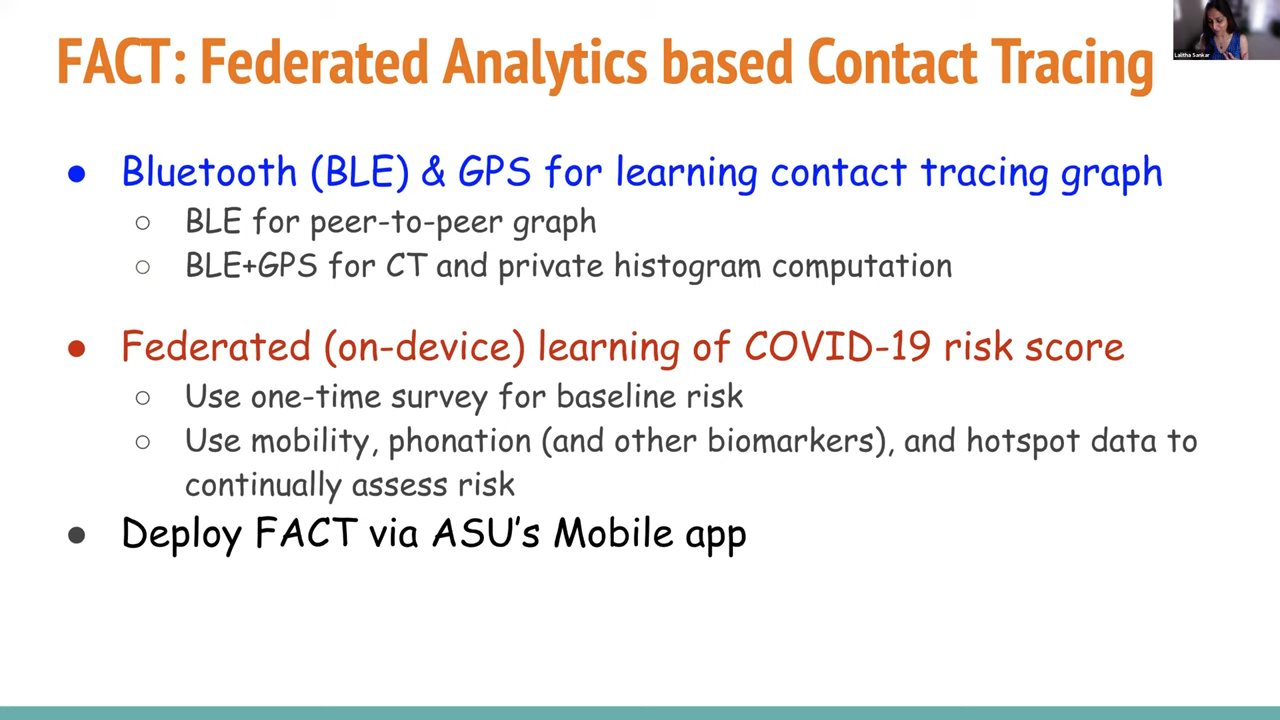 FACT: Federated Analytics based Contact Tracing
Lalitha Sankar
● Bluetooth (BLE) & GPS for learning contact tracing graph
○ BLE for peer-to-peer graph
○ BLE+GPS for CT and private histogram computation
● Federated (on-device) learning of COVID-19 risk score
○ Use one-time survey for baseline risk
○ Use mobility, phonation (and other biomarkers), and hotspot data to
continually assess risk
● Deploy FACT via ASU's Mobile app